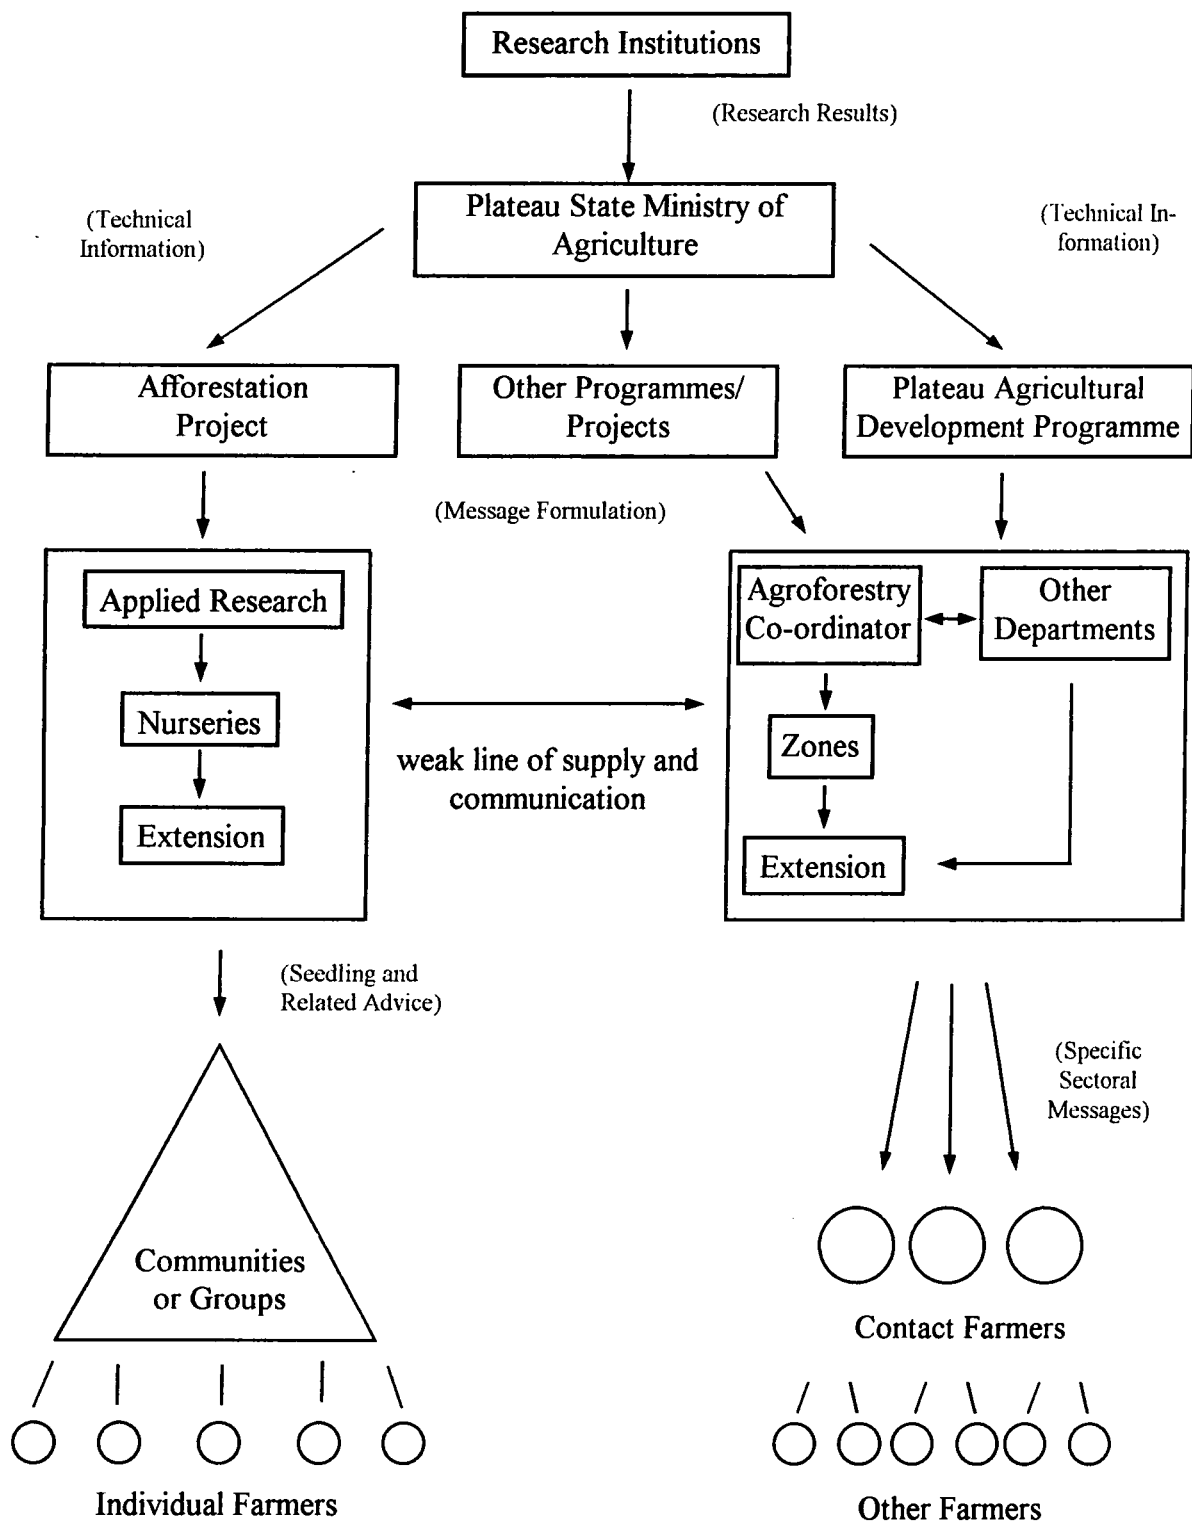 Research Institutions
(Research Results)
Plateau State Ministry of
Agriculture
(Technical
Information)
(Technical In-
formation)
Afforestation
Project
Other Programmes/
Projects
Plateau Agricultural
Development Programme
(Message Formulation)
Applied Research
Nurseries
Extension
weak line of supply and
communication
Agroforestry
Co-ordinator
Other
Departments
Zones
Extension
(Seedling and
Related Advice)
(Specific
Sectoral
Messages)
Communities
or Groups
Contact Farmers
Individual Farmers
Other Farmers